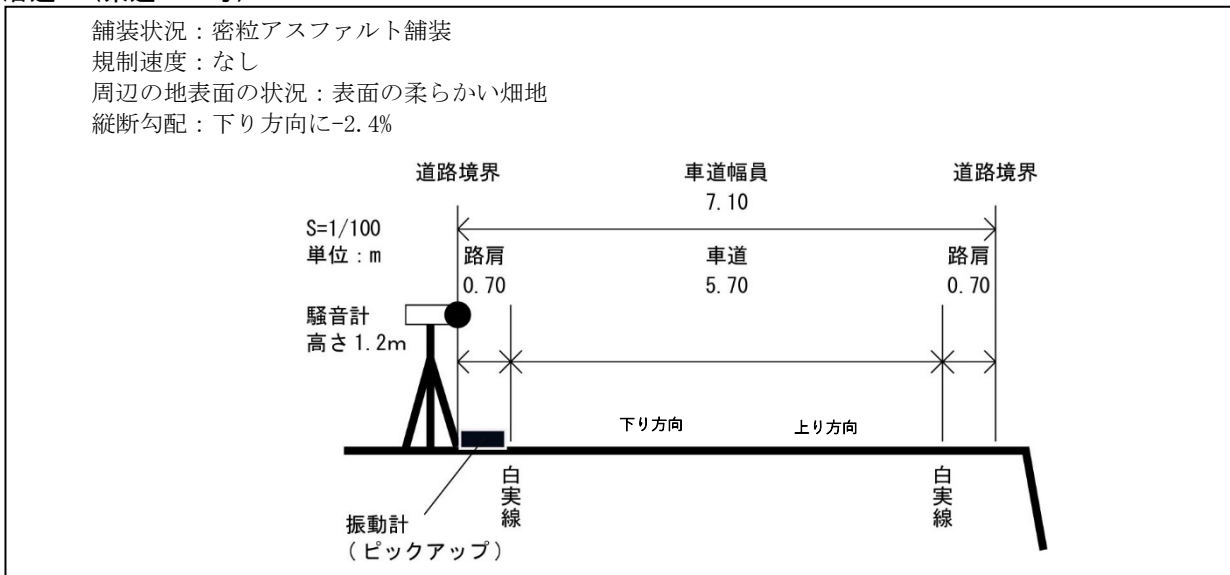 舗装状況：密粒アスファルト舗装
規制速度：なし
周辺の地表面の状況：表面の柔らかい畑地
縦断勾配：下り方向に-2.4%
道路境界
車道幅員
道路境界
7.10
S=1/100
単位：m
路肩
車道
路肩
0.70
5.70
0.70
騒音計
高さ1.2m
下り方向
上り方向
白実線
白実線
振動計
（ピックアップ）